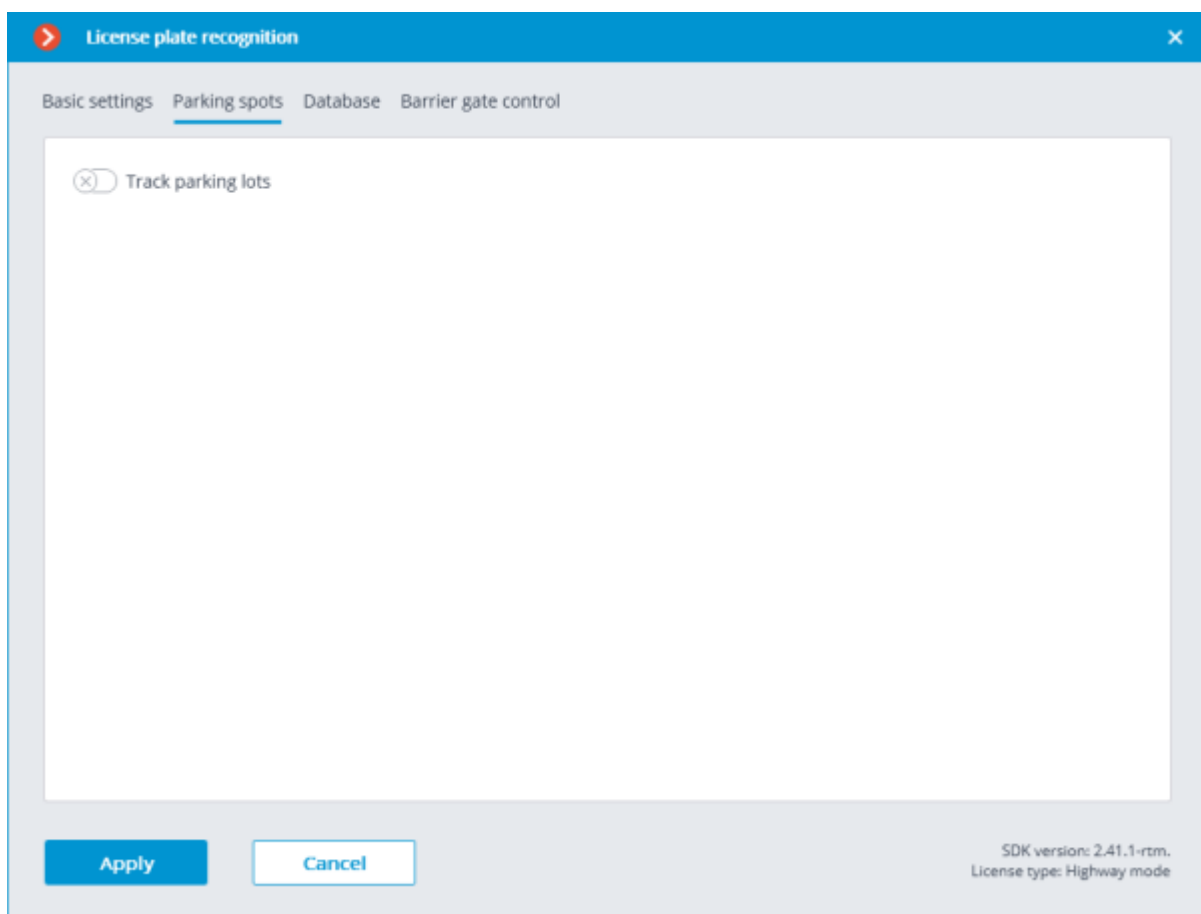 License plate recognition
Basic settings Parking spots Database Barrier gate control
Track parking lots
Apply Cancel
SDK version: 2.41.1-rtm.
License type: Highway mode